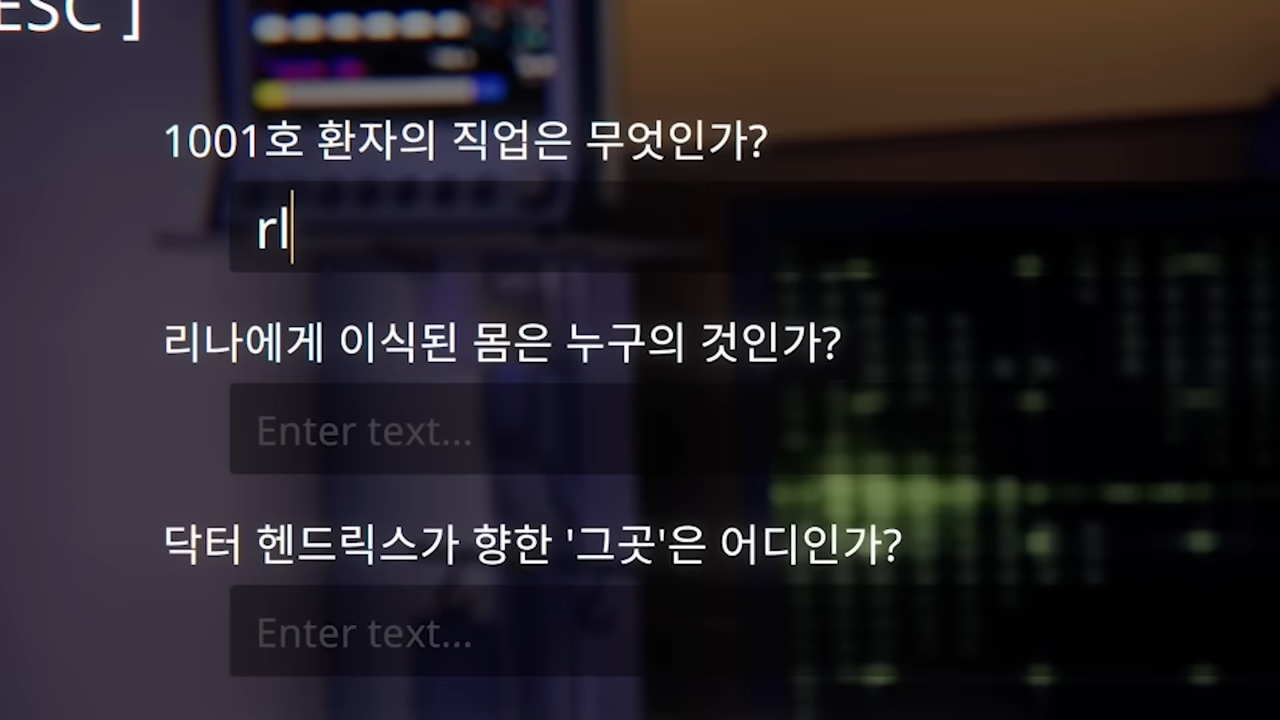 ESC ]
1001호 환자의 직업은 무엇인가?
rl
리나에게 이식된 몸은 누구의 것인가?
Enter text...
닥터 헨드릭스가 향한 '그곳'은 어디인가?
Enter text...